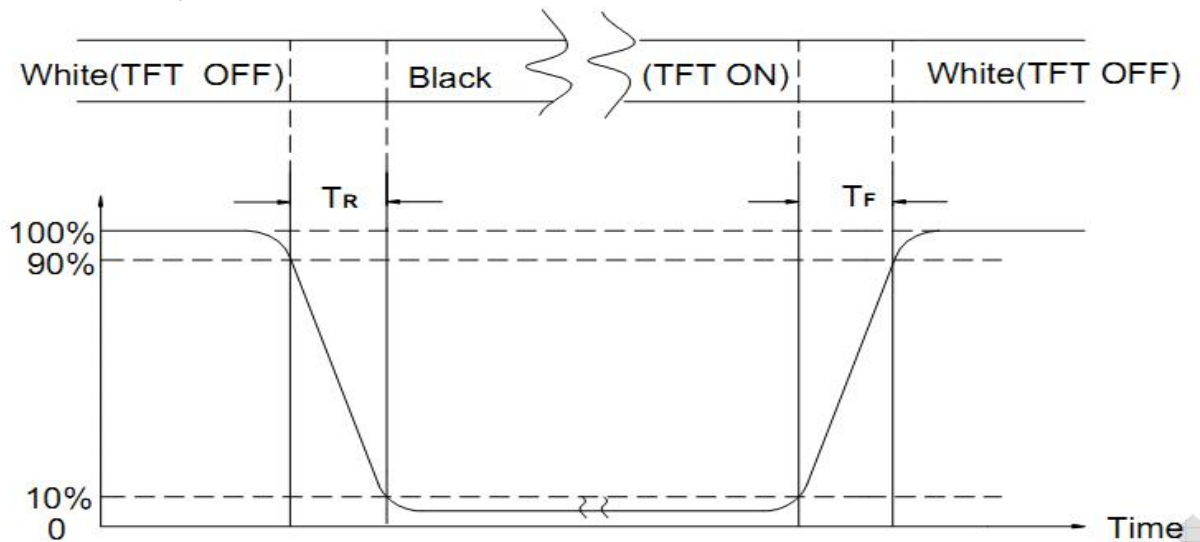 White(TFT OFF) Black (TFT ON) White(TFT OFF)
TR TF
100%
90%
10%
0
Time